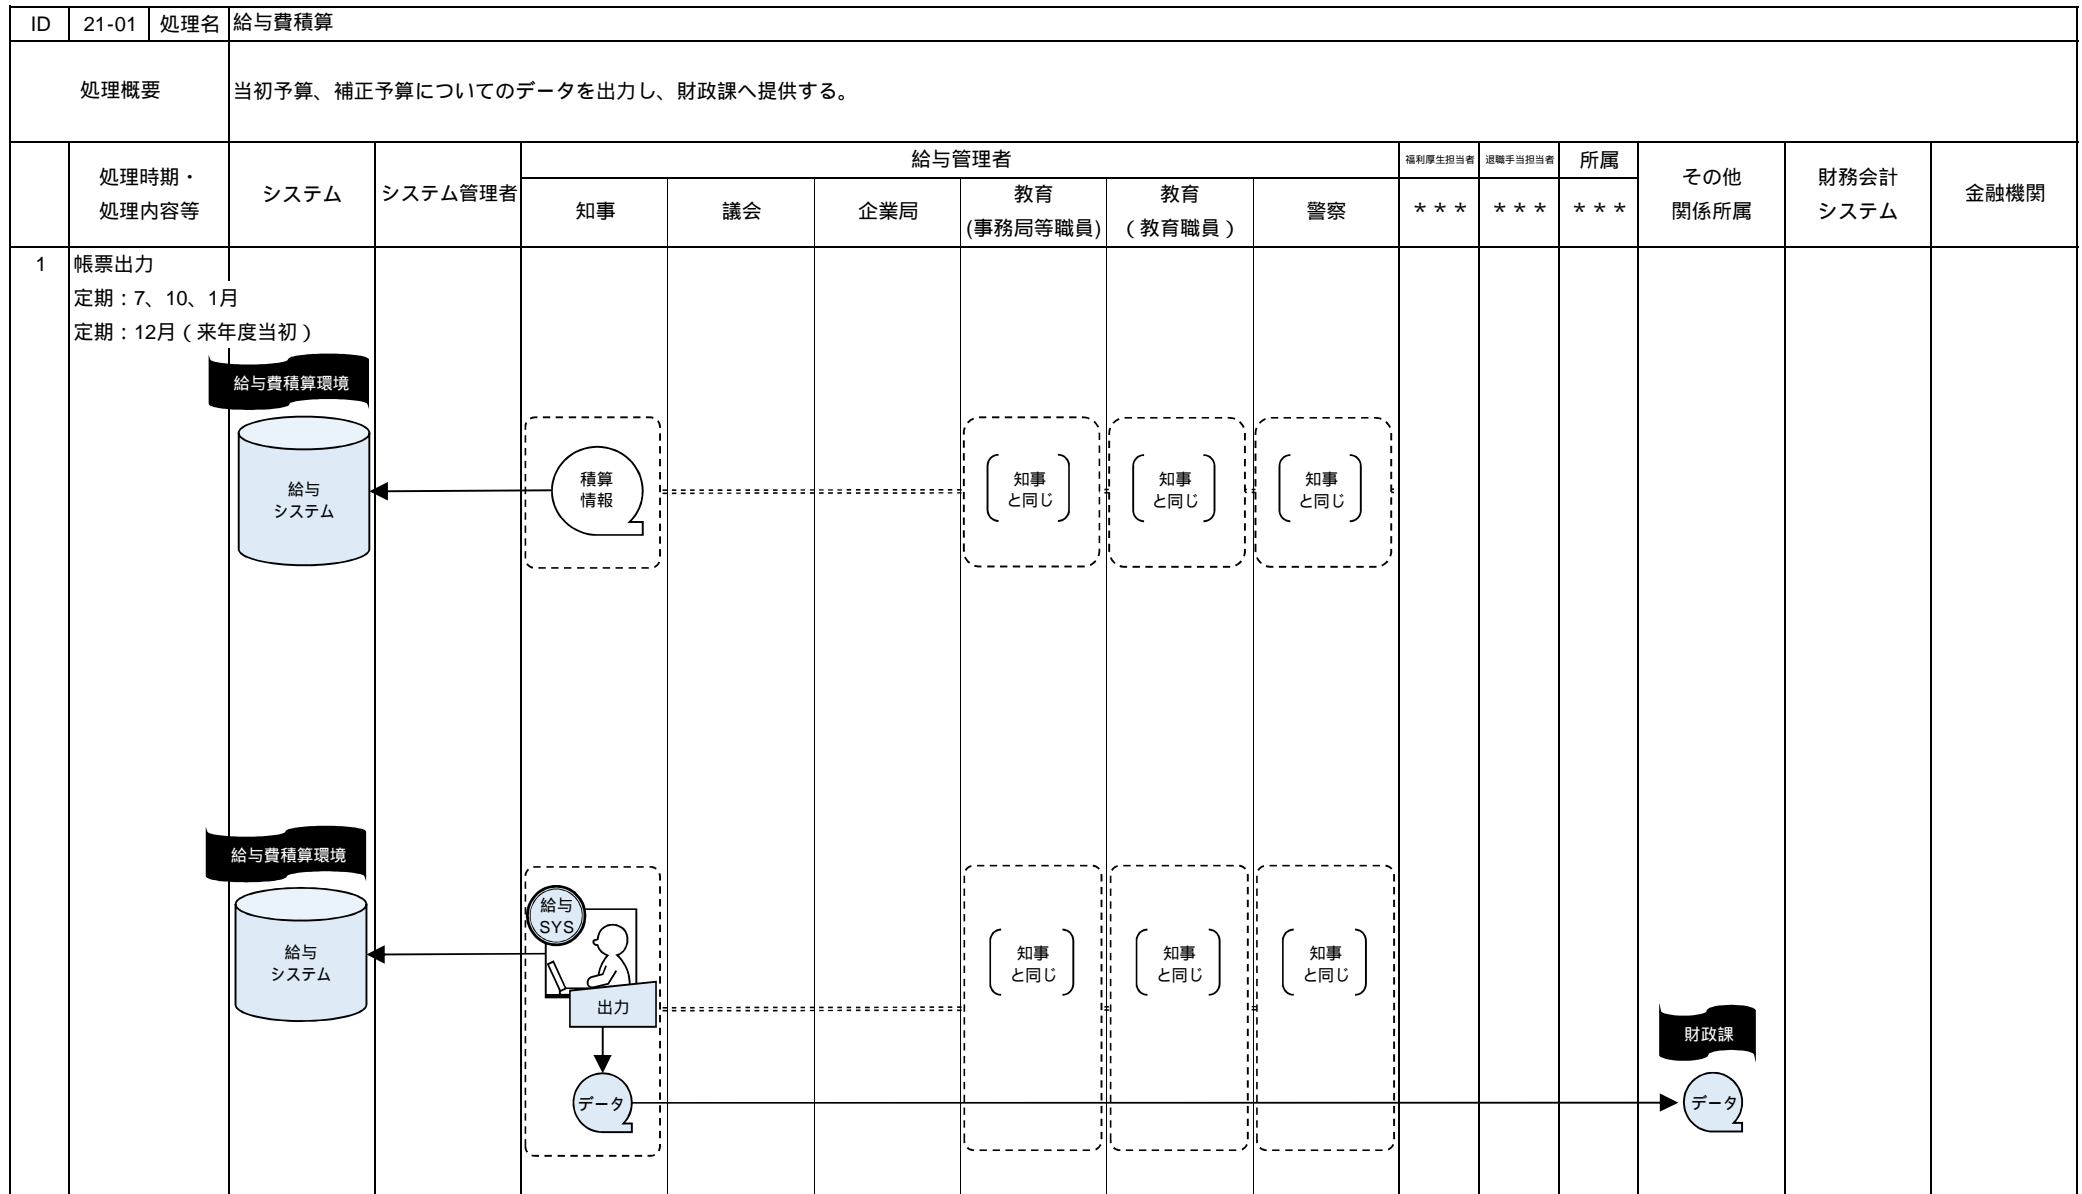 ID 21-01 処理名 給与費積算
処理概要 当初予算、補正予算についてのデータを出力し、財政課へ提供する。
処理時期・
処理内容等
システム
システム管理者
給与管理者
知事
議会
企業局
教育
(事務局等職員)
教育
（教育職員）
警察
福利厚生担当者
＊＊＊
退職手当担当者
＊＊＊
所属
＊＊＊
その他
関係所属
財務会計
システム
金融機関
1 帳票出力
定期：7、10、1月
定期：12月（来年度当初）
給与費積算環境
給与
システム
積算
情報
知事
と同じ
知事
と同じ
知事
と同じ
給与費積算環境
給与
システム
給与
SYS
出力
データ
知事
と同じ
知事
と同じ
知事
と同じ
財政課
データ